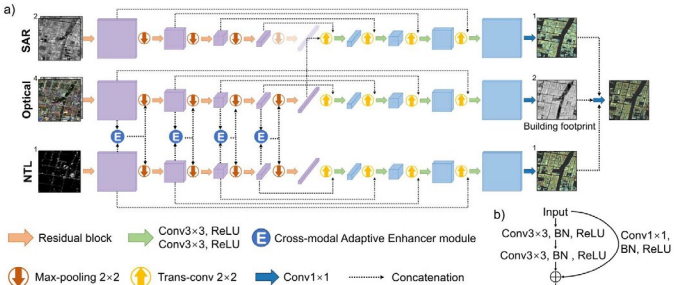 a)
SAR
2
1
Optical
4
2
Building footprint
E
E
E
E
NTL
1
1
Residual block
Conv3×3, ReLU
Conv3×3, ReLU
E
Cross-modal Adaptive Enhancer module
Max-pooling 2×2
Trans-conv 2×2
Conv1×1
Concatenation
b)
Input
Conv3×3, BN, ReLU
Conv3×3, BN , ReLU
Conv1×1,
BN, ReLU